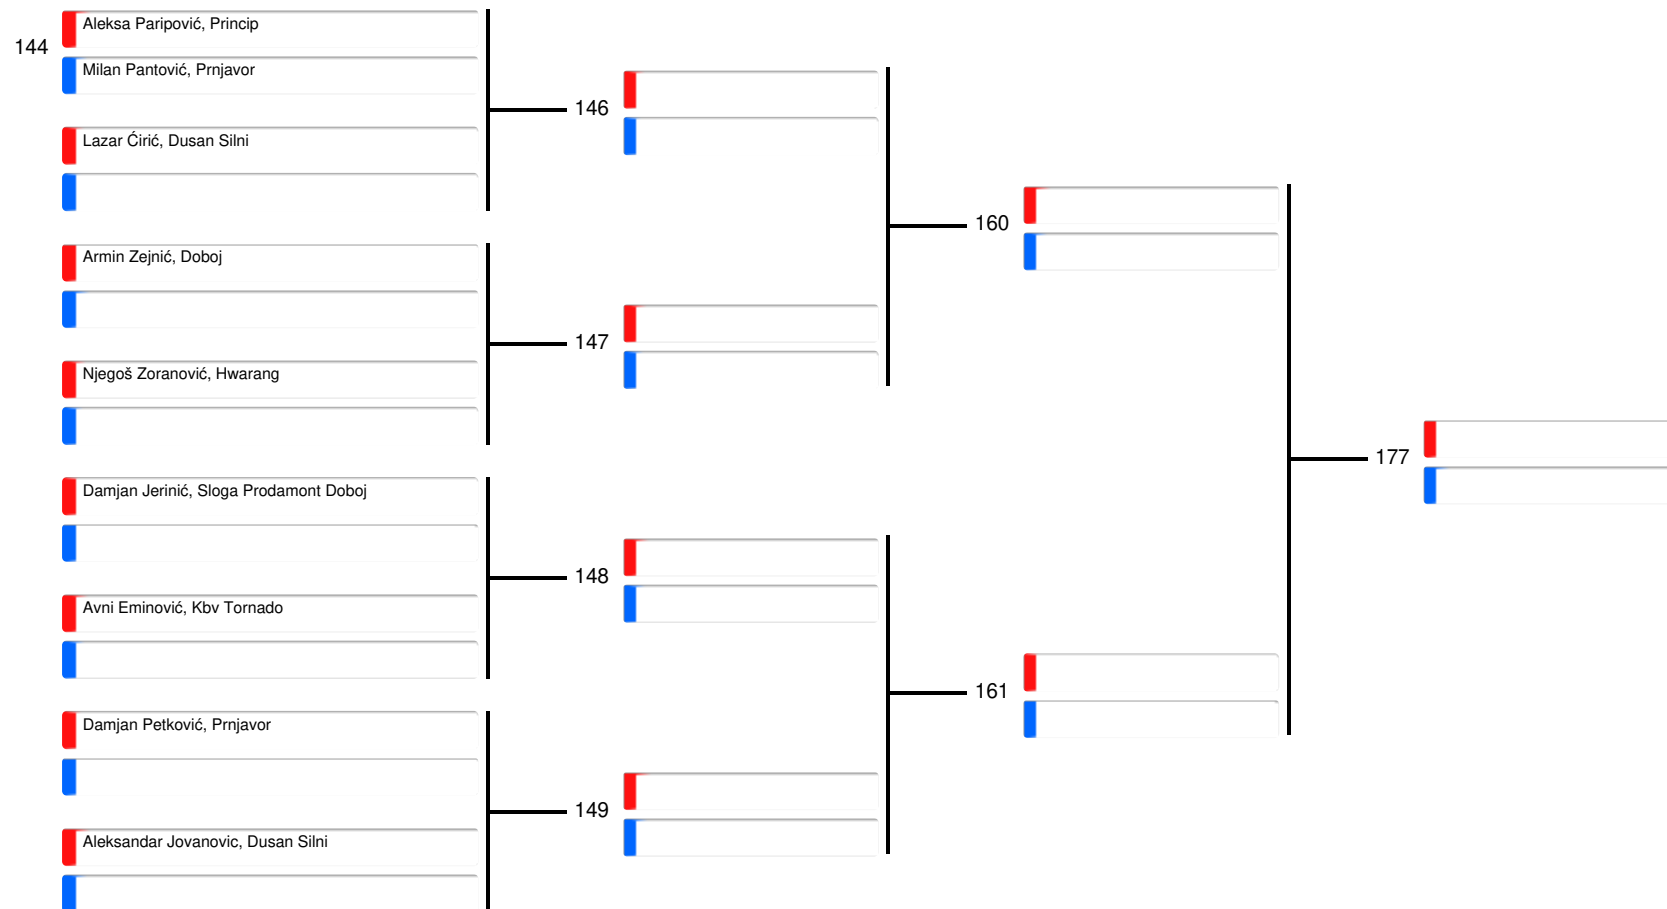 Aleksa Paripović, Princip
144
Milan Pantović, Prnjavor
146
Lazar Ćirić, Dusan Silni
160
Armin Zejnić, Doboj
147
Njegoš Zoranović, Hwarang
177
Damjan Jerinić, Sloga Prodamont Doboj
148
Avni Eminović, Kbv Tornado
161
Damjan Petković, Prnjavor
149
Aleksandar Jovanovic, Dusan Silni